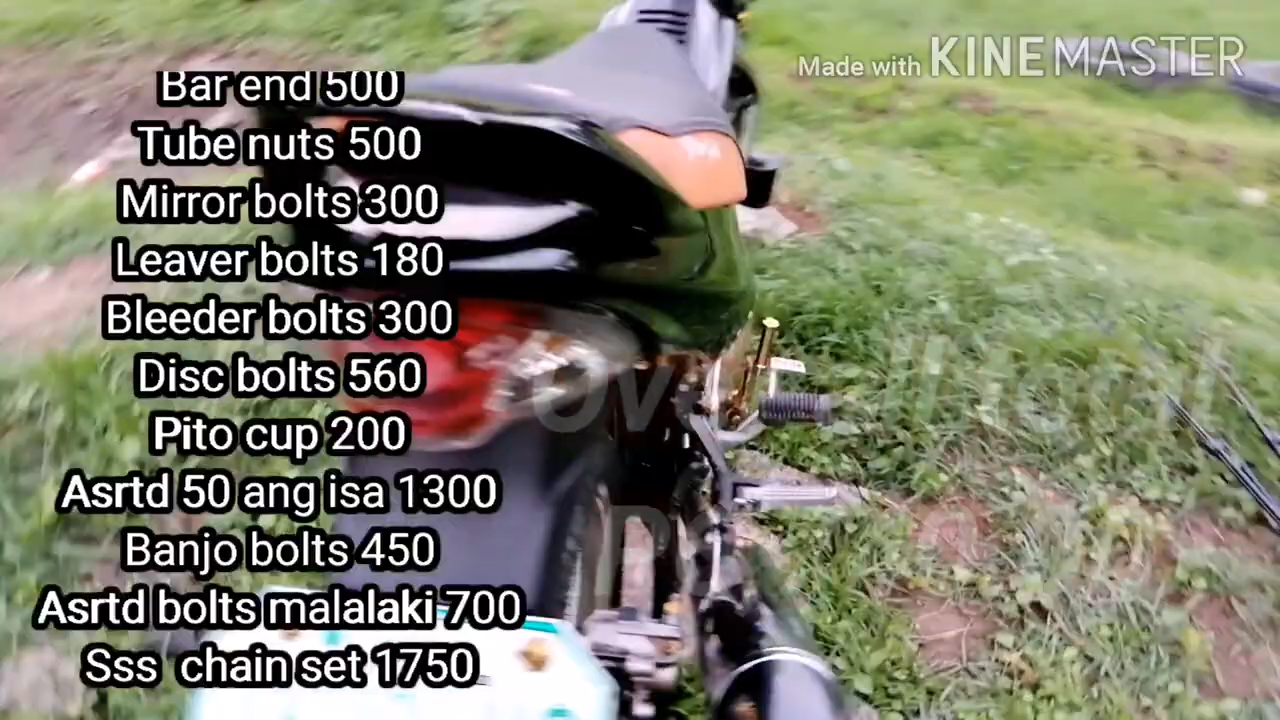 Made with KINEMASTER
Bar end 500
Tube nuts 500
Mirror bolts 300
Leaver bolts 180
Bleeder bolts 300
Disc bolts 560
Pito cup 200
Asrtd 50 ang isa 1300
Banjo bolts 450
Asrtd bolts malalaki 700
Sss chain set 1750